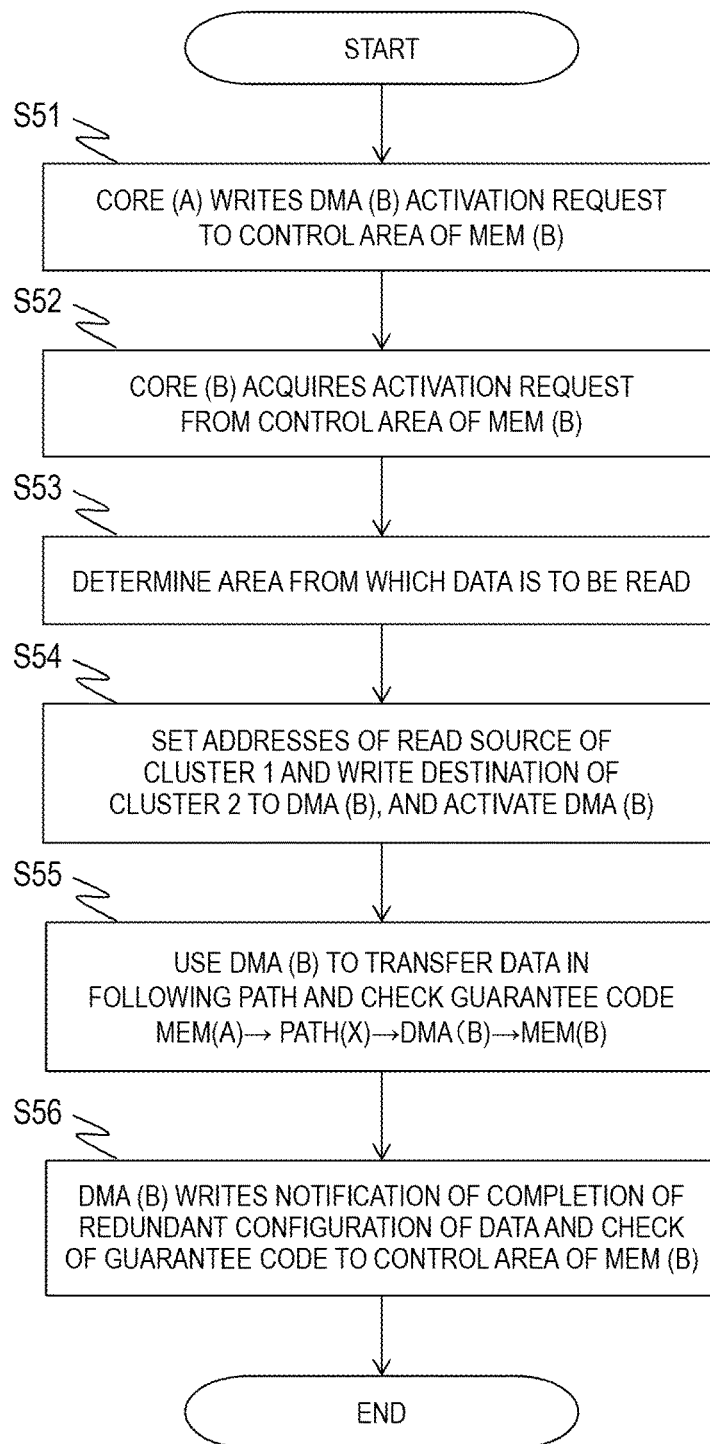 START
S51
CORE (A) WRITES DMA (B) ACTIVATION REQUEST
TO CONTROL AREA OF MEM (B)
S52
CORE (B) ACQUIRES ACTIVATION REQUEST
FROM CONTROL AREA OF MEM (B)
S53
DETERMINE AREA FROM WHICH DATA IS TO BE READ
S54
SET ADDRESSES OF READ SOURCE OF
CLUSTER 1 AND WRITE DESTINATION OF
CLUSTER 2 TO DMA (B), AND ACTIVATE DMA (B)
S55
USE DMA (B) TO TRANSFER DATA IN
FOLLOWING PATH AND CHECK GUARANTEE CODE
MEM(A)→ PATH(X)→DMA(B)→MEM(B)
S56
DMA (B) WRITES NOTIFICATION OF COMPLETION OF
REDUNDANT CONFIGURATION OF DATA AND CHECK
OF GUARANTEE CODE TO CONTROL AREA OF MEM (B)
END